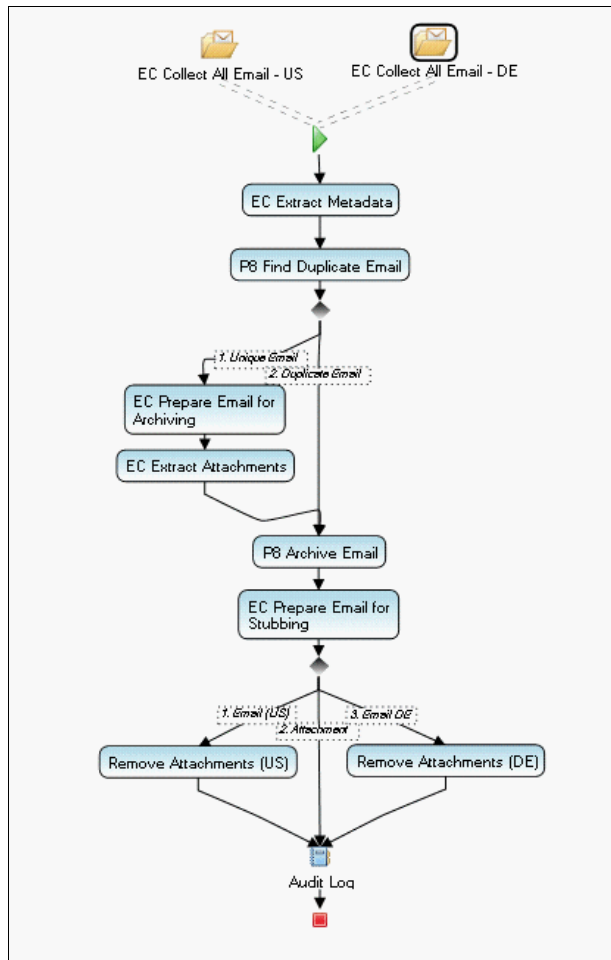 EC Collect All Email - US
EC Collect All Email - DE
EC Extract Metadata
P8 Find Duplicate Email
1. Unique Email
2. Duplicate Email
EC Prepare Email for
Archiving
EC Extract Attachments
P8 Archive Email
EC Prepare Email for
Stubbing
1. Email (US)
2. Attachment
3. Email DE
Remove Attachments (US)
Remove Attachments (DE)
Audit Log